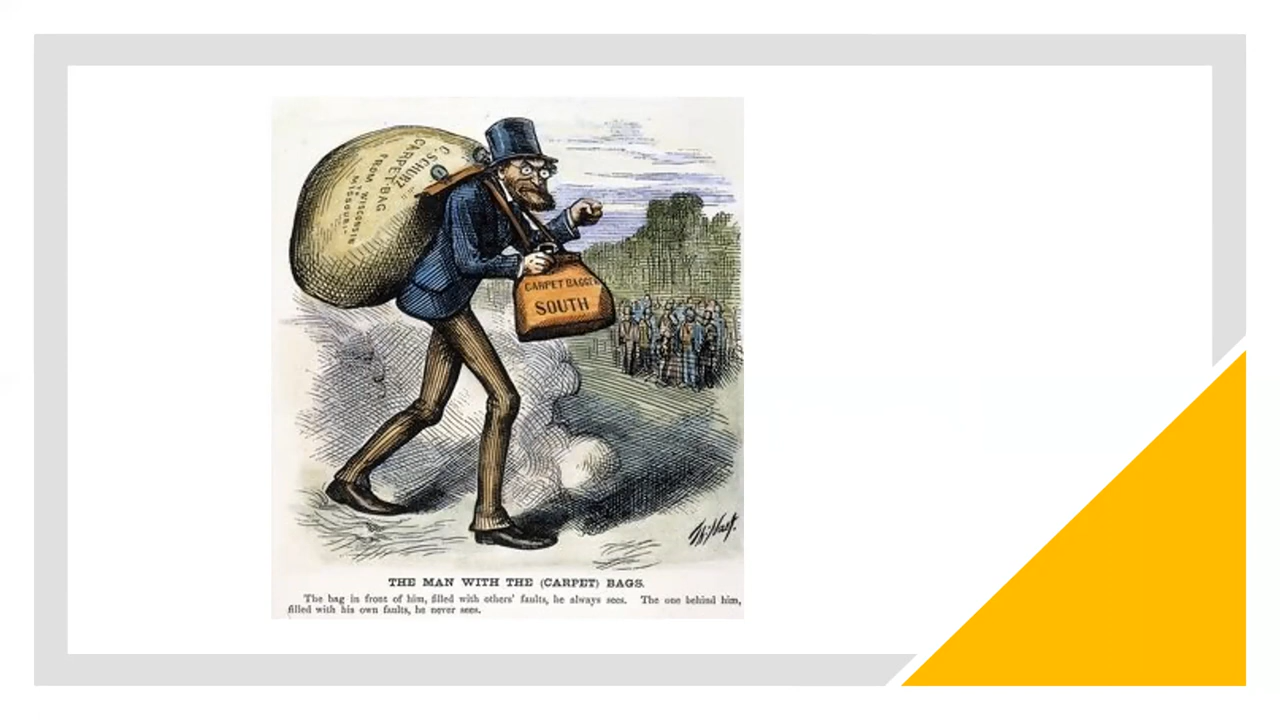 C. SCHURZ
CARPET-BAG
FROM WISCONSIN
TO
MISSOURI
CARPET BAGGER
SOUTH
Th: Nast.
THE MAN WITH THE (CARPET) BAGS.
The bag in front of him, filled with others' faults, he always sees. The one behind him,
filled with his own faults, he never sees.